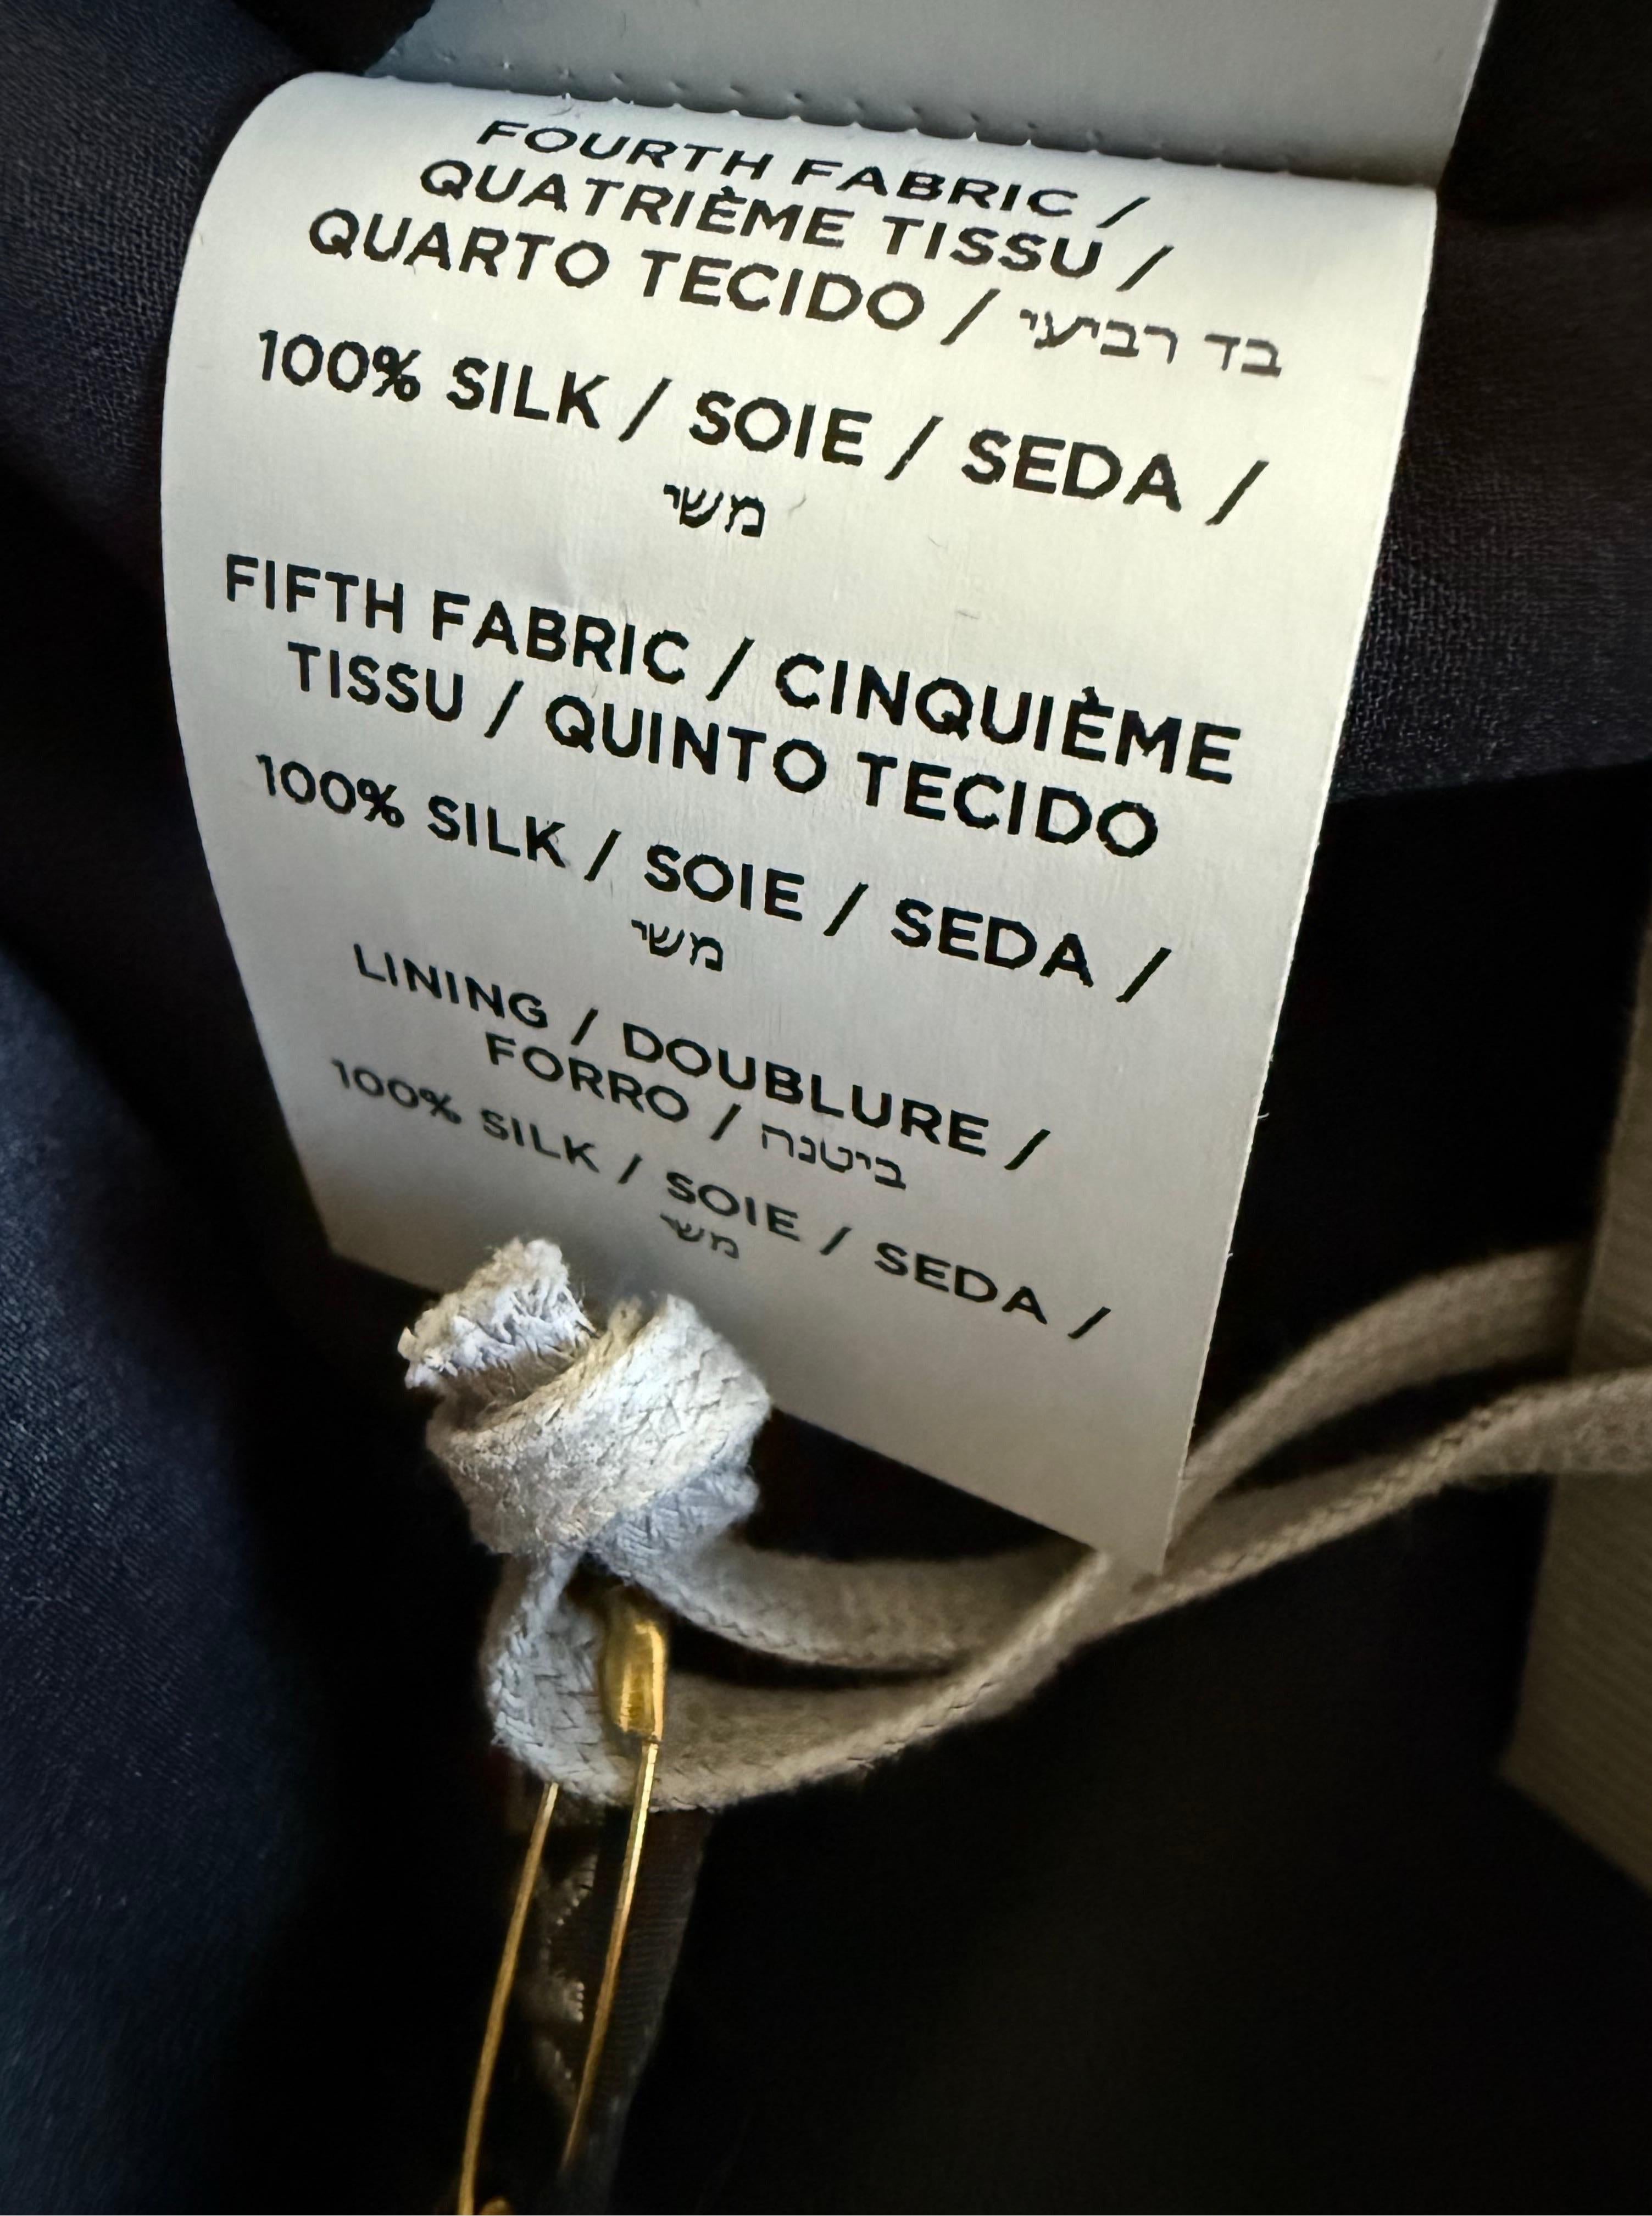 FOURTH FABRIC /
QUATRIÈME TISSU /
QUARTO TECIDO / בד רביעי
100% SILK / SOIE / SEDA /
משי
FIFTH FABRIC / CINQUIÈME
TISSU / QUINTO TECIDO
100% SILK / SOIE / SEDA /
משי
LINING / DOUBLURE /
FORRO / ביטנה
100% SILK / SOIE / SEDA /
משי